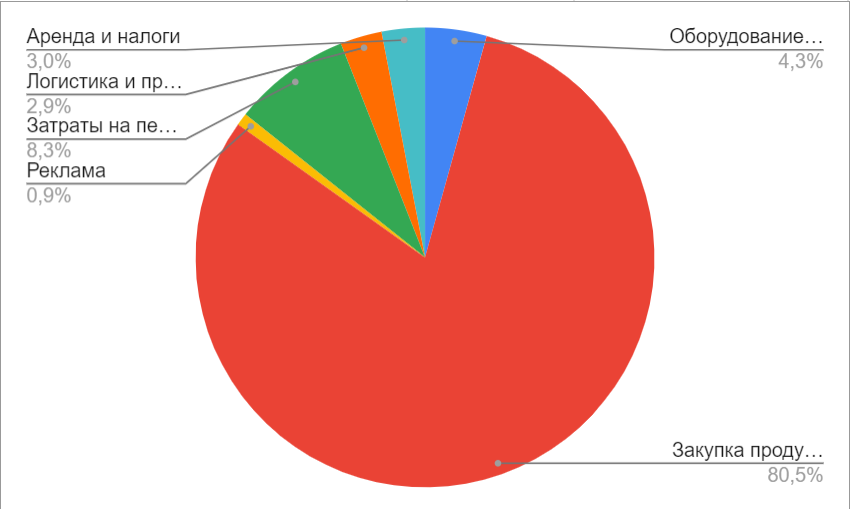 Аренда и налоги
3,0%
Логистика и пр…
2,9%
Затраты на пе…
8,3%
Реклама
0,9%
Оборудование…
4,3%
Закупка проду…
80,5%